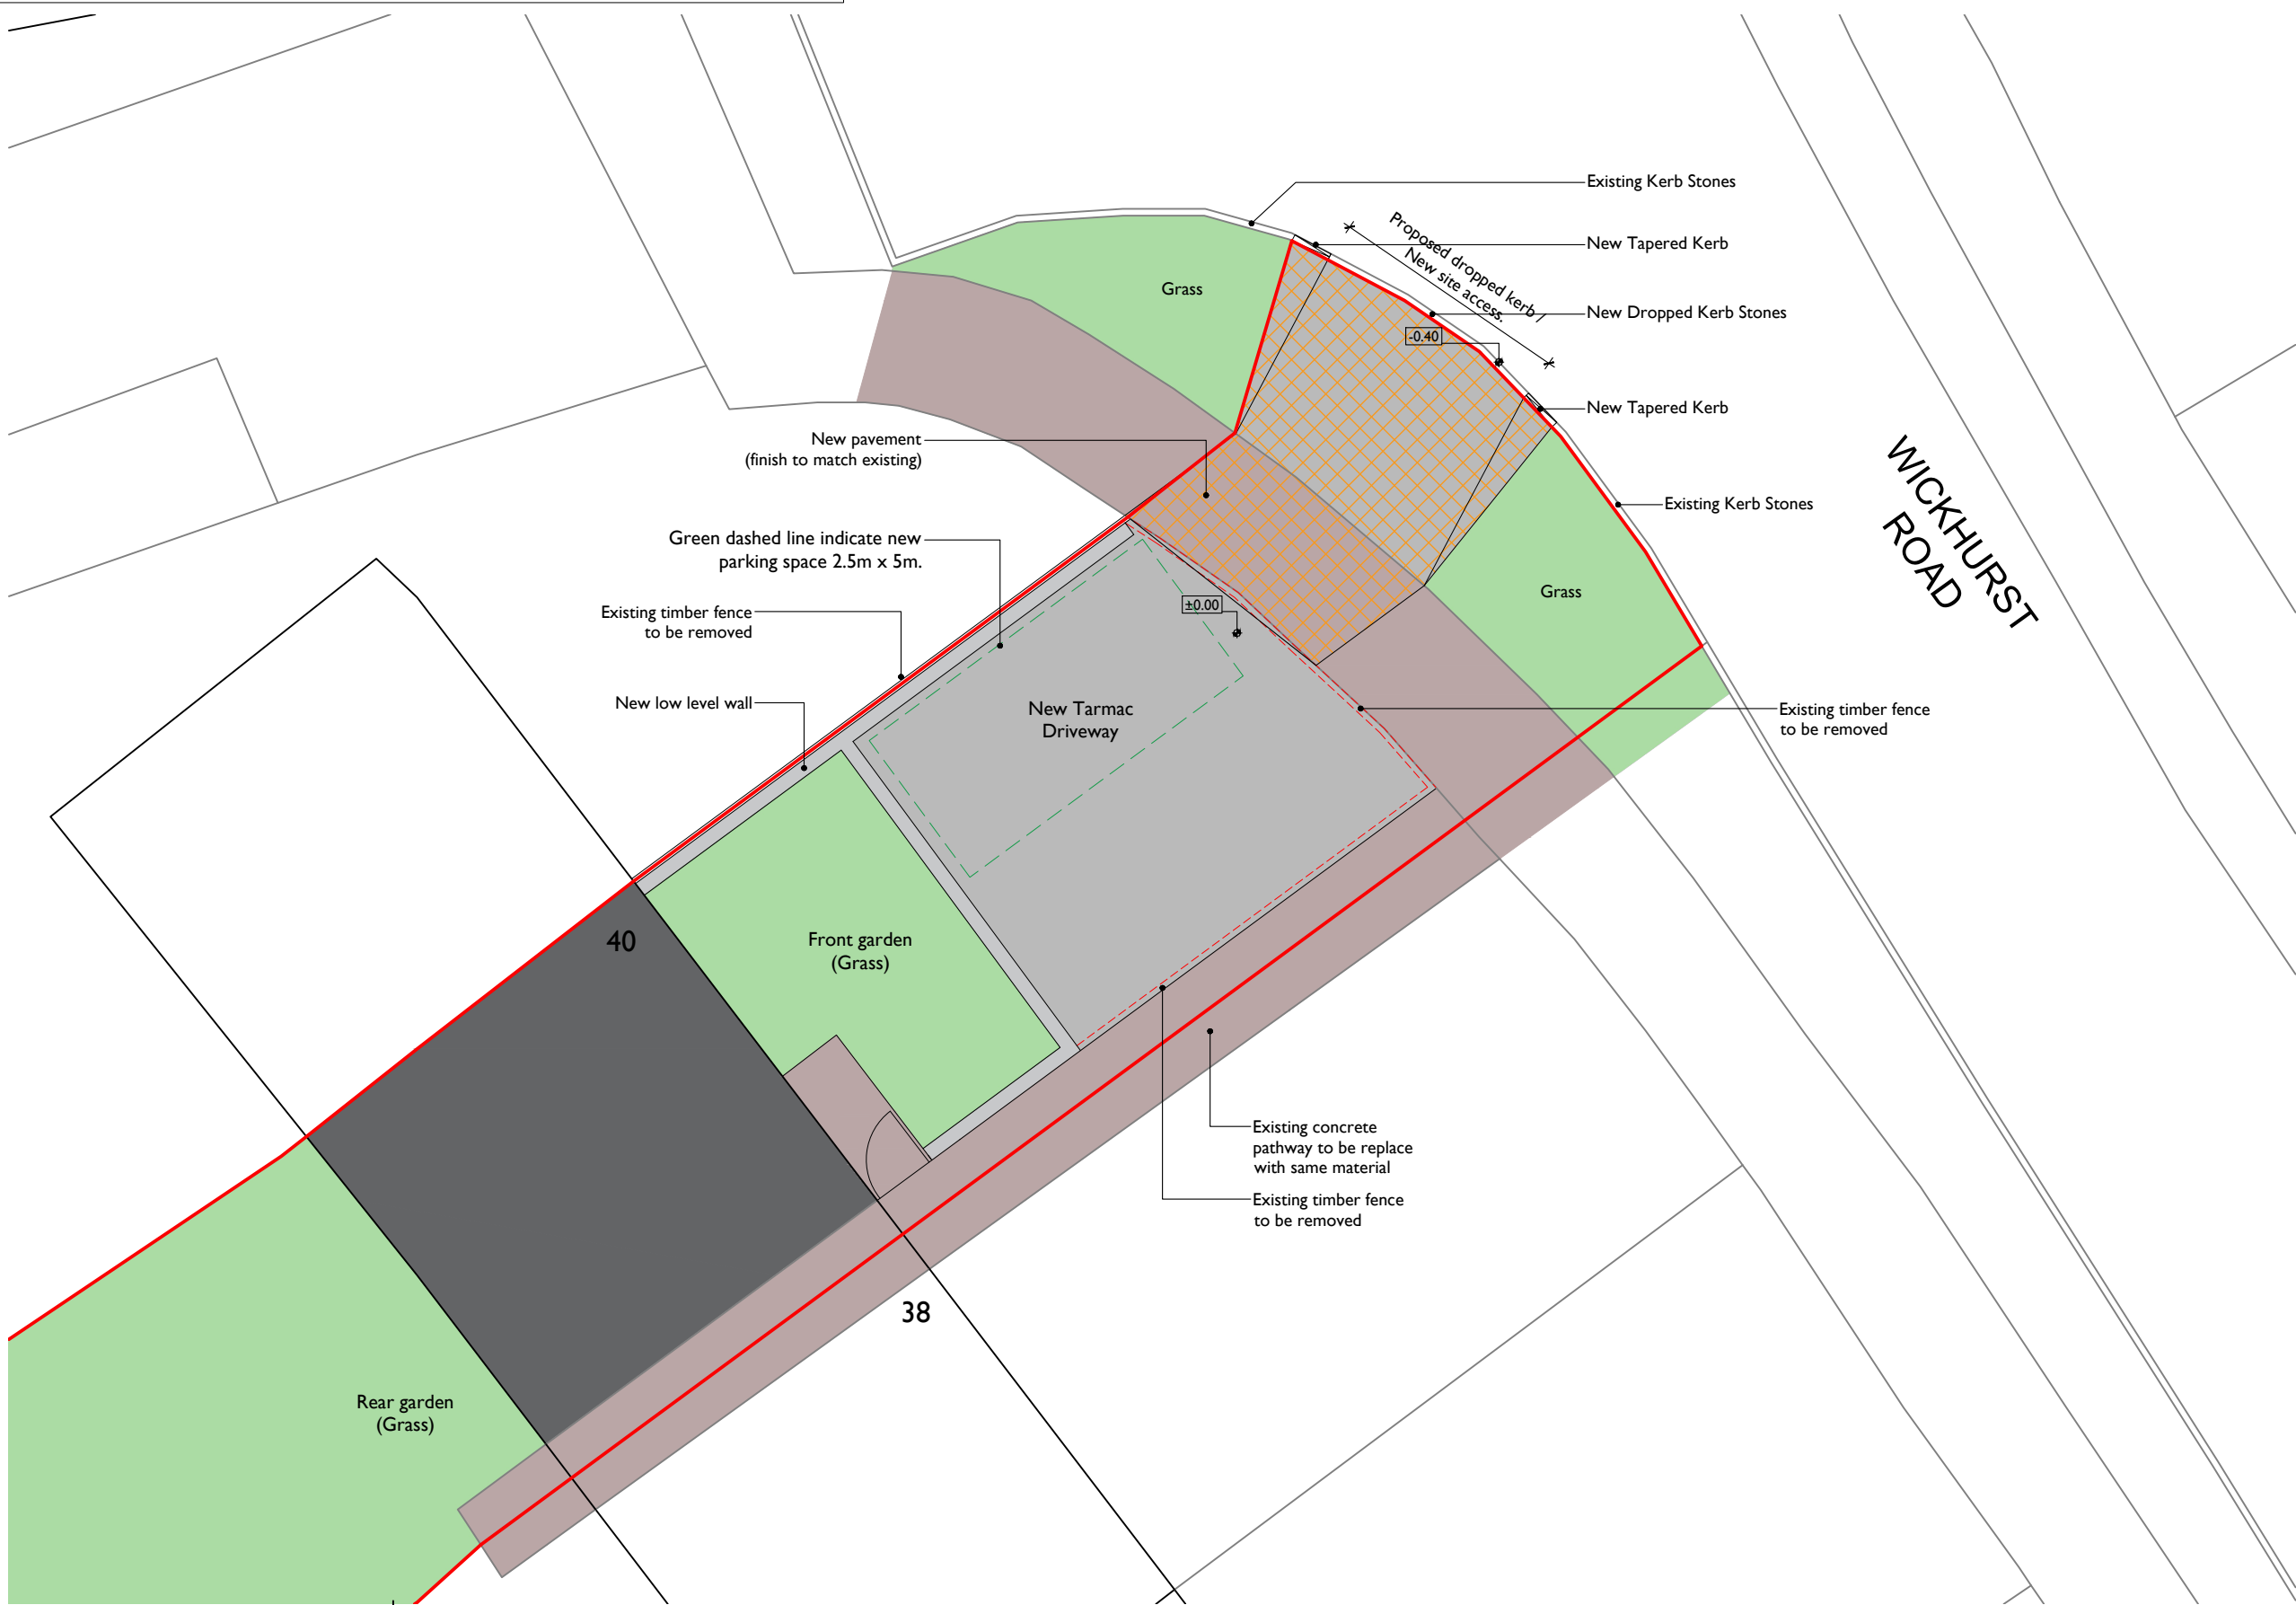 Existing Kerb Stones
Proposed dropped kerb /
New site access.
New Tapered Kerb
Grass
New Dropped Kerb Stones
-0.40
New Tapered Kerb
New pavement
(finish to match existing)
WICKHURST
ROAD
Existing Kerb Stones
Green dashed line indicate new
parking space 2.5m x 5m.
Grass
±0.00
Existing timber fence
to be removed
New low level wall
New Tarmac
Driveway
Existing timber fence
to be removed
40
Front garden
(Grass)
Existing concrete
pathway to be replace
with same material
Existing timber fence
to be removed
38
Rear garden
(Grass)